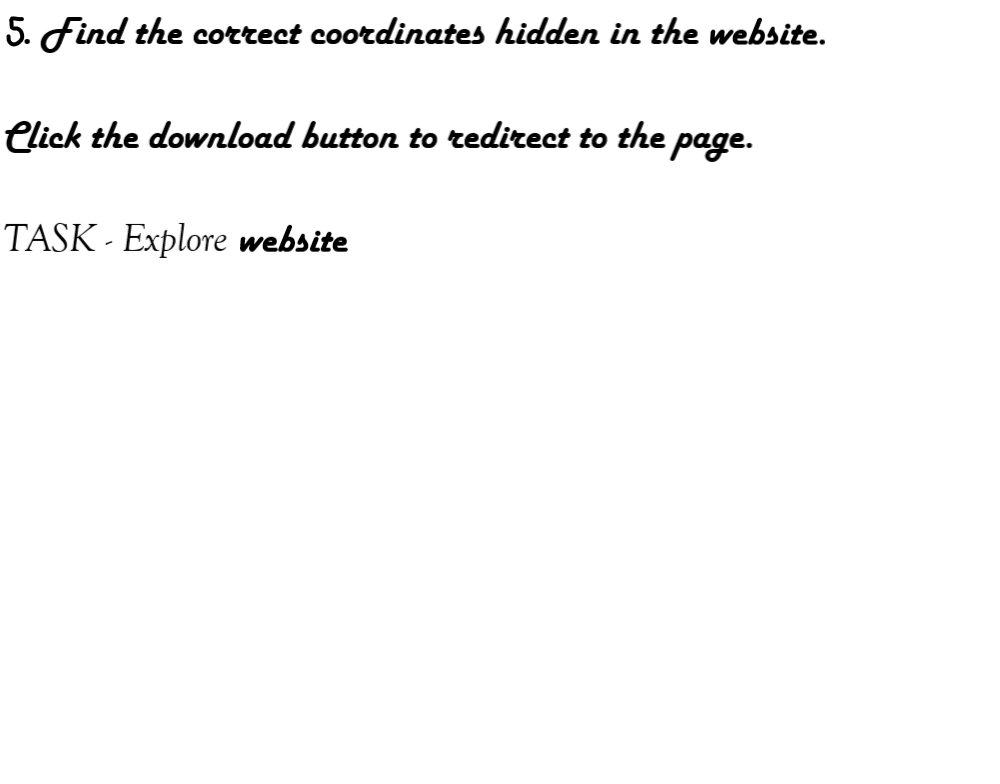 5. Find the correct coordinates hidden in the website.
Click the download button to redirect to the page.
TASK - Explore website